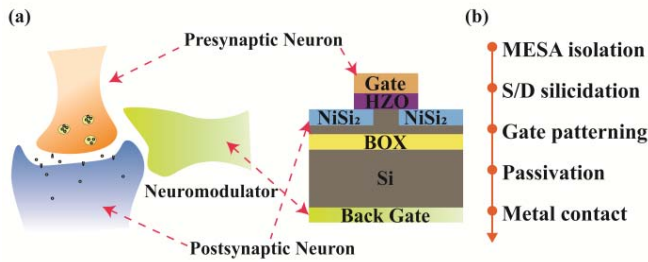 (a)
Presynaptic Neuron
Gate
HZO
NiSi₂ NiSi₂
BOX
Neuromodulator
Si
Back Gate
Postsynaptic Neuron
(b)
MESA isolation
S/D silicidation
Gate patterning
Passivation
Metal contact